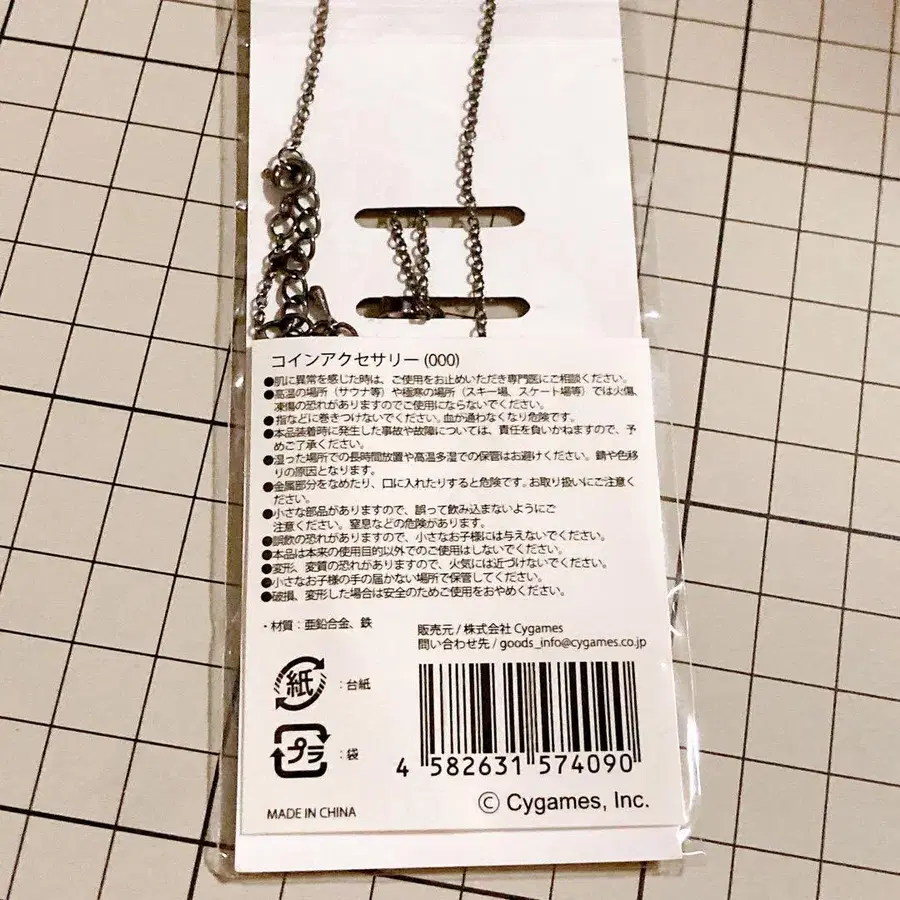 コインアクセサリー(000)
●肌に異常を感じた時は、ご使用をお止めいただき専門医にご相談ください。
●高温の場所（サウナ等）や極寒の場所（スキー場、スケート場等）では火傷、
凍傷の恐れがありますのでご使用にならないでください。
●指などに巻きつけないでください。血が通わなくなり危険です。
●本品装着時に発生した事故や故障については、責任を負いかねますので、予
めご了承ください。
●湿った場所での長時間放置や高温多湿での保管はお避けください。錆や色移
りの原因となります。
●金属部分をなめたり、口に入れたりすると危険です。お取り扱いにご注意く
ださい。
●小さな部品がありますので、誤って飲み込まないようにご
注意ください。窒息などの危険があります。
●誤飲の恐れがありますので、小さなお子様には与えないでください。
●本品は本来の使用目的以外でのご使用はしないでください。
●変形、変質の恐れがありますので、火気には近づけないでください。
●小さなお子様の手の届かない場所で保管してください。
●破損、変形した場合は安全のためご使用をおやめください。
・材質：亜鉛合金、鉄
販売元 / 株式会社 Cygames
問い合わせ先 / goods_info@cygames.co.jp
紙：台紙
プラ：袋
4 582631 574090
MADE IN CHINA
© Cygames, Inc.